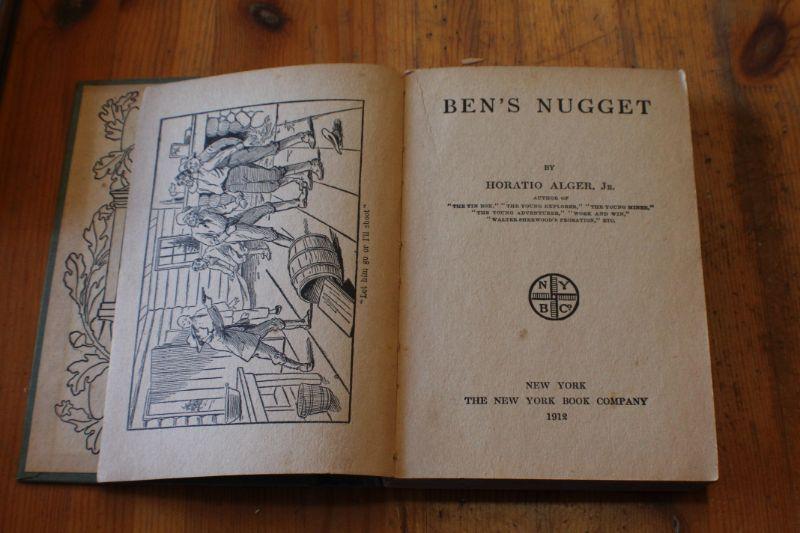 "Let him go or I'll shoot"
BEN'S NUGGET
BY
HORATIO ALGER, JR.
AUTHOR OF
"THE TIN BOX," "THE YOUNG EXPLORER," "THE YOUNG MINER,"
"THE YOUNG ADVENTURER," "WORK AND WIN,"
"WALTER SHERWOOD'S PROBATION," ETC.
N Y
B Co
NEW YORK
THE NEW YORK BOOK COMPANY
1912